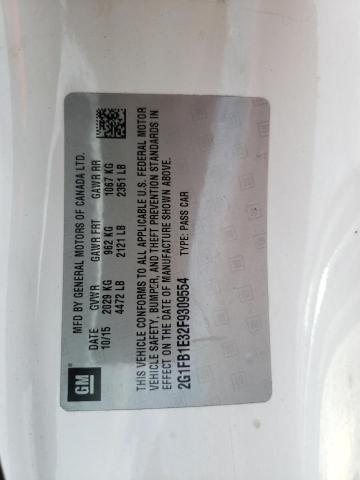 GM
MFD BY GENERAL MOTORS OF CANADA LTD.
DATE GVWR GAWR FRT GAWR RR
10/15 2029 KG 962 KG 1067 KG
4472 LB 2121 LB 2351 LB
THIS VEHICLE CONFORMS TO ALL APPLICABLE U.S. FEDERAL MOTOR
VEHICLE SAFETY, BUMPER, AND THEFT PREVENTION STANDARDS IN
EFFECT ON THE DATE OF MANUFACTURE SHOWN ABOVE.
2G1FB1E32F9309554 TYPE: PASS CAR